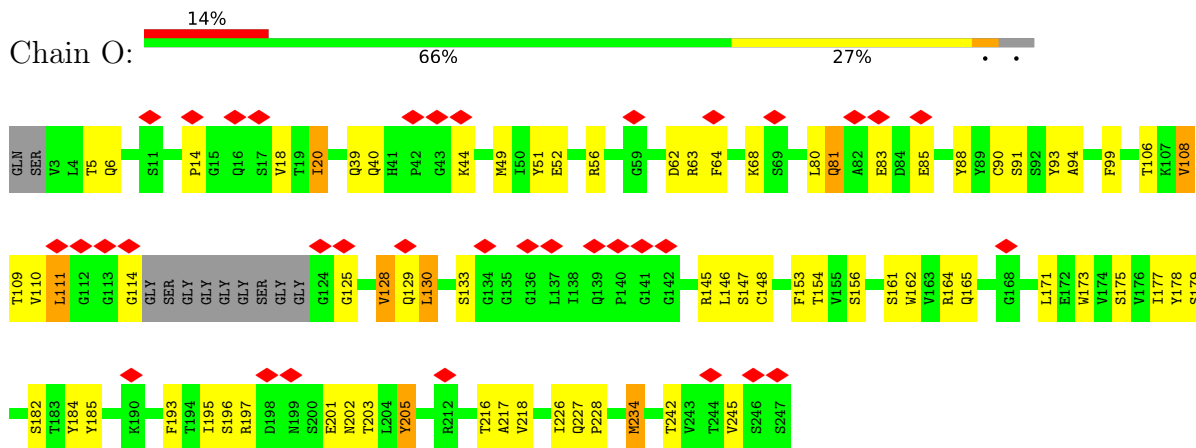 14%
Chain O:
66% 27% • •
GLN SER V3 L4 T5 Q6 S11 P14 G15 Q16 S17 V18 T19 I20 Q39 Q40 H41 P42 G43 K44 M49 I50 Y51 E52 R56 G59 D62 R63 F64 K68 S69 L80 Q81 A82 E83 D84 E85 Y88 Y89 C90 S91 S92 Y93 A94 F99 T106 K107 V108
T109 V110 L111 G112 G113 G114 GLY SER GLY GLY GLY GLY SER GLY GLY G124 G125 V128 Q129 L130 S133 G134 G135 G136 L137 I138 Q139 P140 G141 G142 R145 L146 S147 C148 F153 T154 V155 S156 S161 W162 V163 R164 Q165 G168 L171 E172 W173 V174 S175 V176 I177 Y178 S179
S182 T183 Y184 Y185 K190 F193 T194 I195 S196 R197 D198 N199 S200 E201 N202 T203 L204 Y205 R212 T216 A217 V218 I226 Q227 P228 M234 T242 V243 T244 V245 S246 S247